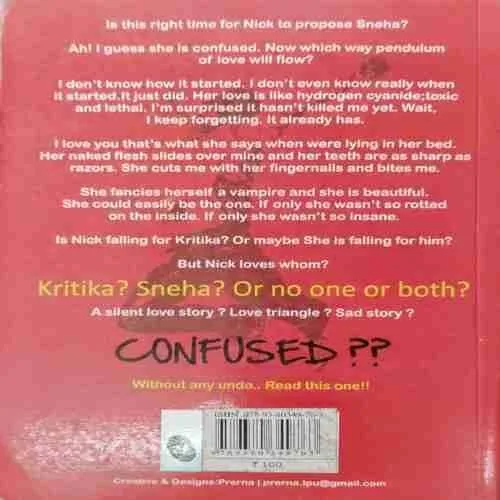 Is this right time for Nick to propose Sneha?
Ah! I guess she is confused. Now which way pendulum
of love will flow?
I don't know how it started. I don't even know really when
it started.It just did. Her love is like hydrogen cyanide;toxic
and lethal. I'm surprised it hasn't killed me yet. Wait,
I keep forgetting. It already has.
I love you that's what she says when were lying in her bed.
Her naked flesh slides over mine and her teeth are as sharp as
razors. She cuts me with her fingernails and bites me.
She fancies herself a vampire and she is beautiful.
She could easily be the one. If only she wasn't so rotted
on the inside. If only she wasn't so insane.
Is Nick falling for Kritika? Or maybe She is falling for him?
But Nick loves whom?
Kritika? Sneha? Or no one or both?
A silent love story ? Love triangle ? Sad story ?
CONFUSED ??
Without any undo.. Read this one!!
₹ 100
Creative & Designs:Prerna | prerna.lpu@gmail.com